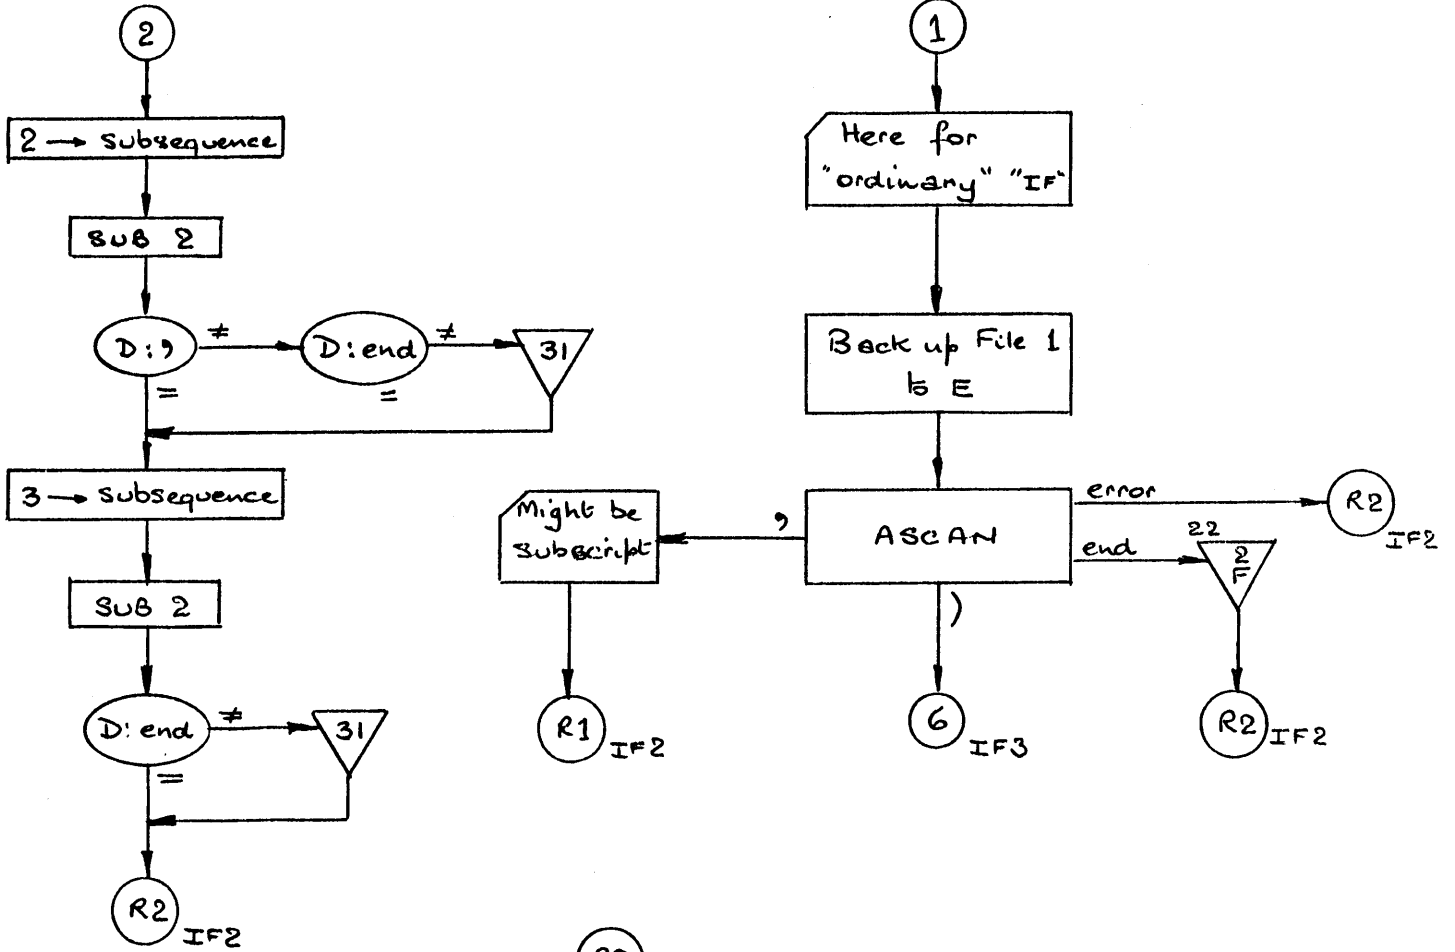 2
2 → Subsequence
SUB 2
D: ,
≠
D: end
≠
31
=
=
3 → Subsequence
SUB 2
D: end
≠
31
=
R2
IF2
1
Here for
"ordinary" "IF"
Back up File 1
to E
ASCAN
,
Might be
Subscript
R1
IF2
)
6
IF3
error
R2
IF2
end
22
2
F
R2
IF2